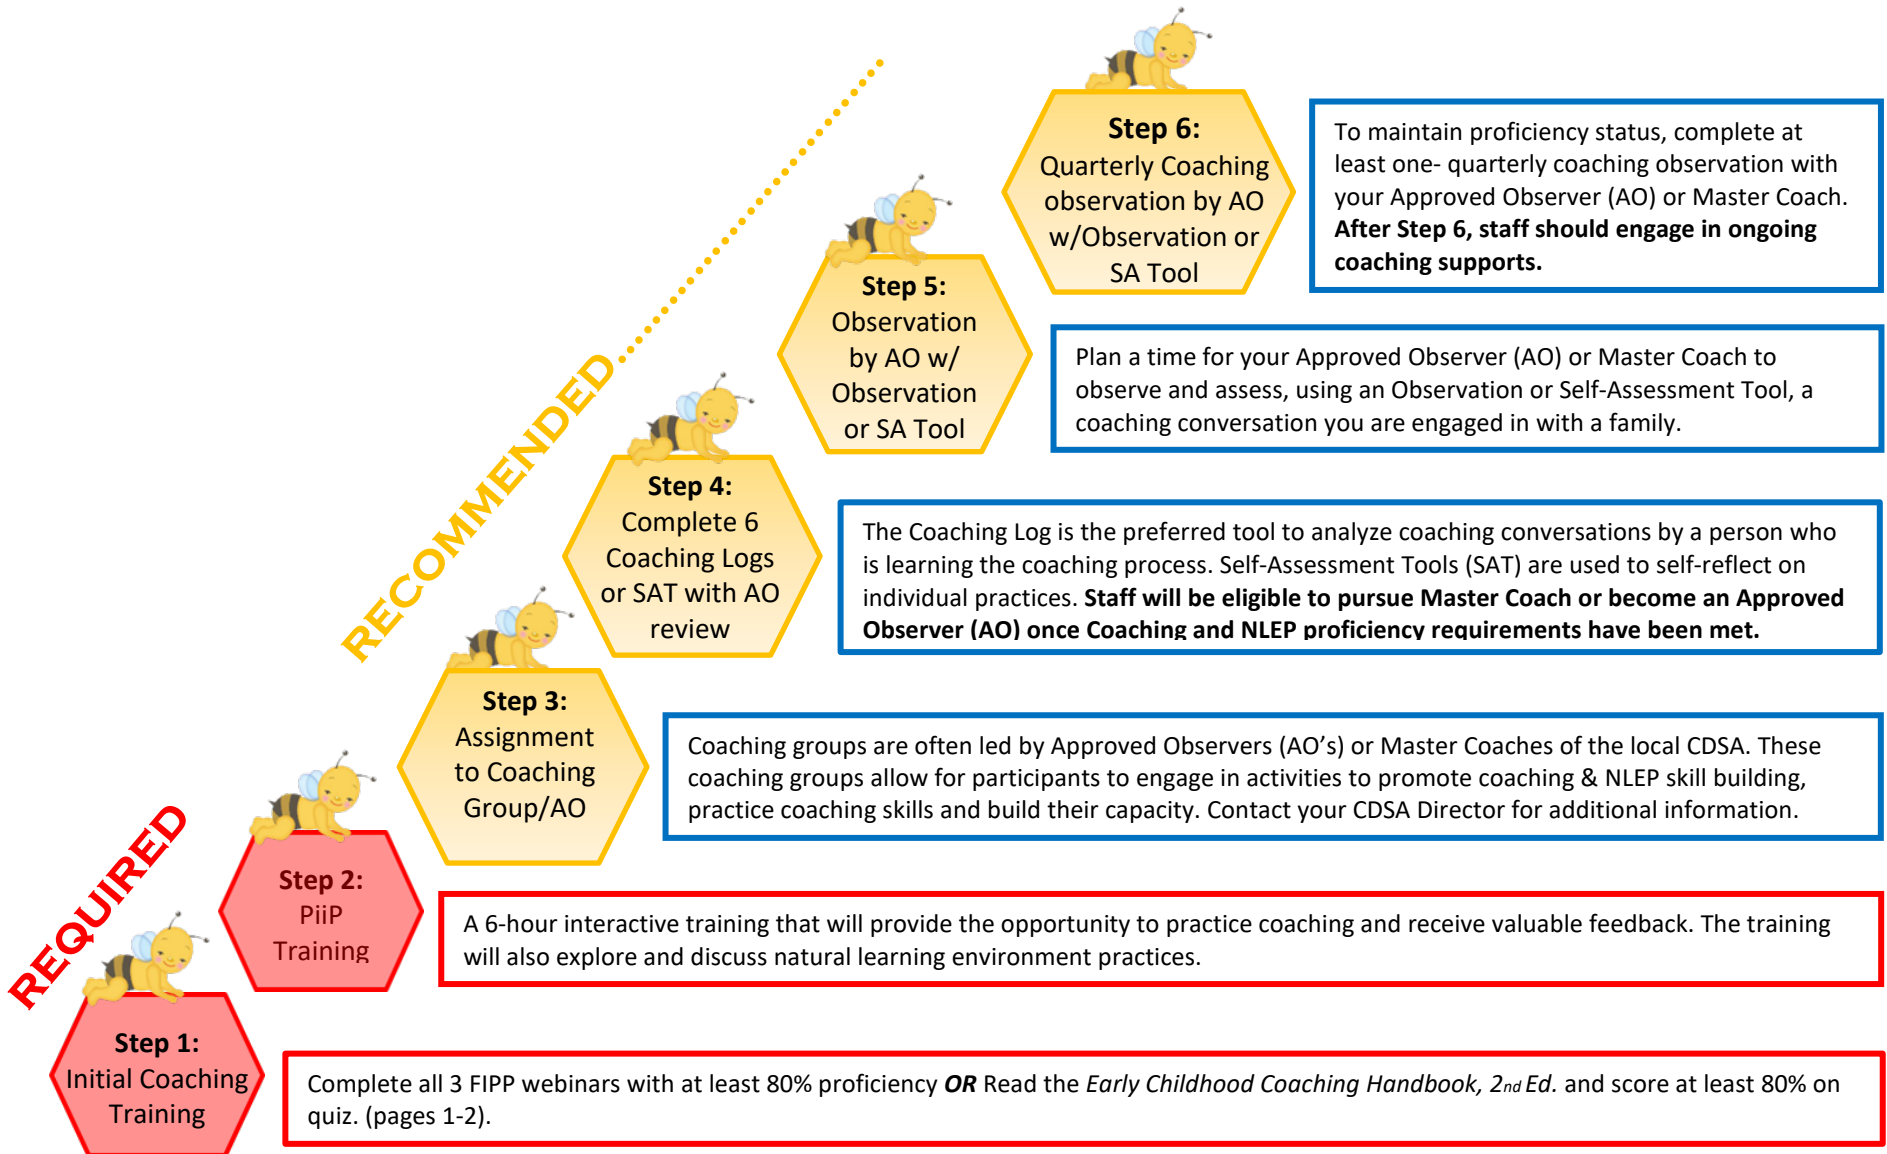 Step 6:
Quarterly Coaching
observation by AO
w/Observation or
SA Tool
To maintain proficiency status, complete at
least one- quarterly coaching observation with
your Approved Observer (AO) or Master Coach.
After Step 6, staff should engage in ongoing
coaching supports.
Step 5:
Observation
by AO w/
Observation
or SA Tool
Plan a time for your Approved Observer (AO) or Master Coach to
observe and assess, using an Observation or Self-Assessment Tool, a
coaching conversation you are engaged in with a family.
RECOMMENDED
Step 4:
Complete 6
Coaching Logs
or SAT with AO
review
The Coaching Log is the preferred tool to analyze coaching conversations by a person who
is learning the coaching process. Self-Assessment Tools (SAT) are used to self-reflect on
individual practices. Staff will be eligible to pursue Master Coach or become an Approved
Observer (AO) once Coaching and NLEP proficiency requirements have been met.
Step 3:
Assignment
to Coaching
Group/AO
Coaching groups are often led by Approved Observers (AO’s) or Master Coaches of the local CDSA. These
coaching groups allow for participants to engage in activities to promote coaching & NLEP skill building,
practice coaching skills and build their capacity. Contact your CDSA Director for additional information.
REQUIRED
Step 2:
PiiP
Training
A 6-hour interactive training that will provide the opportunity to practice coaching and receive valuable feedback. The training
will also explore and discuss natural learning environment practices.
Step 1:
Initial Coaching
Training
Complete all 3 FIPP webinars with at least 80% proficiency OR Read the Early Childhood Coaching Handbook, 2nd Ed. and score at least 80% on
quiz. (pages 1-2).